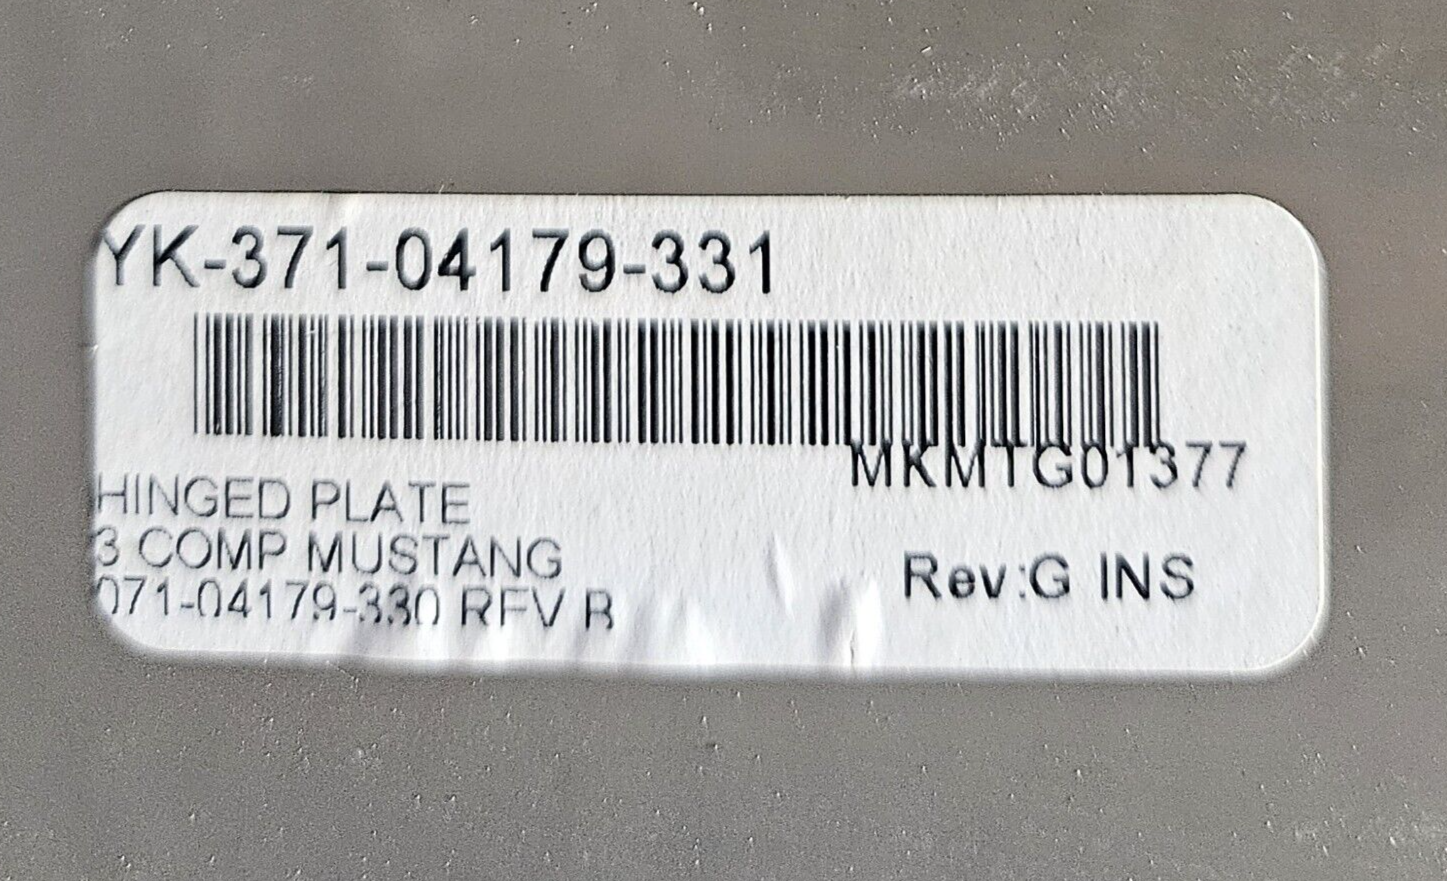 YK-371-04179-331
MKMTG01377
HINGED PLATE
3 COMP MUSTANG
071-04179-330 REV B
Rev:G INS